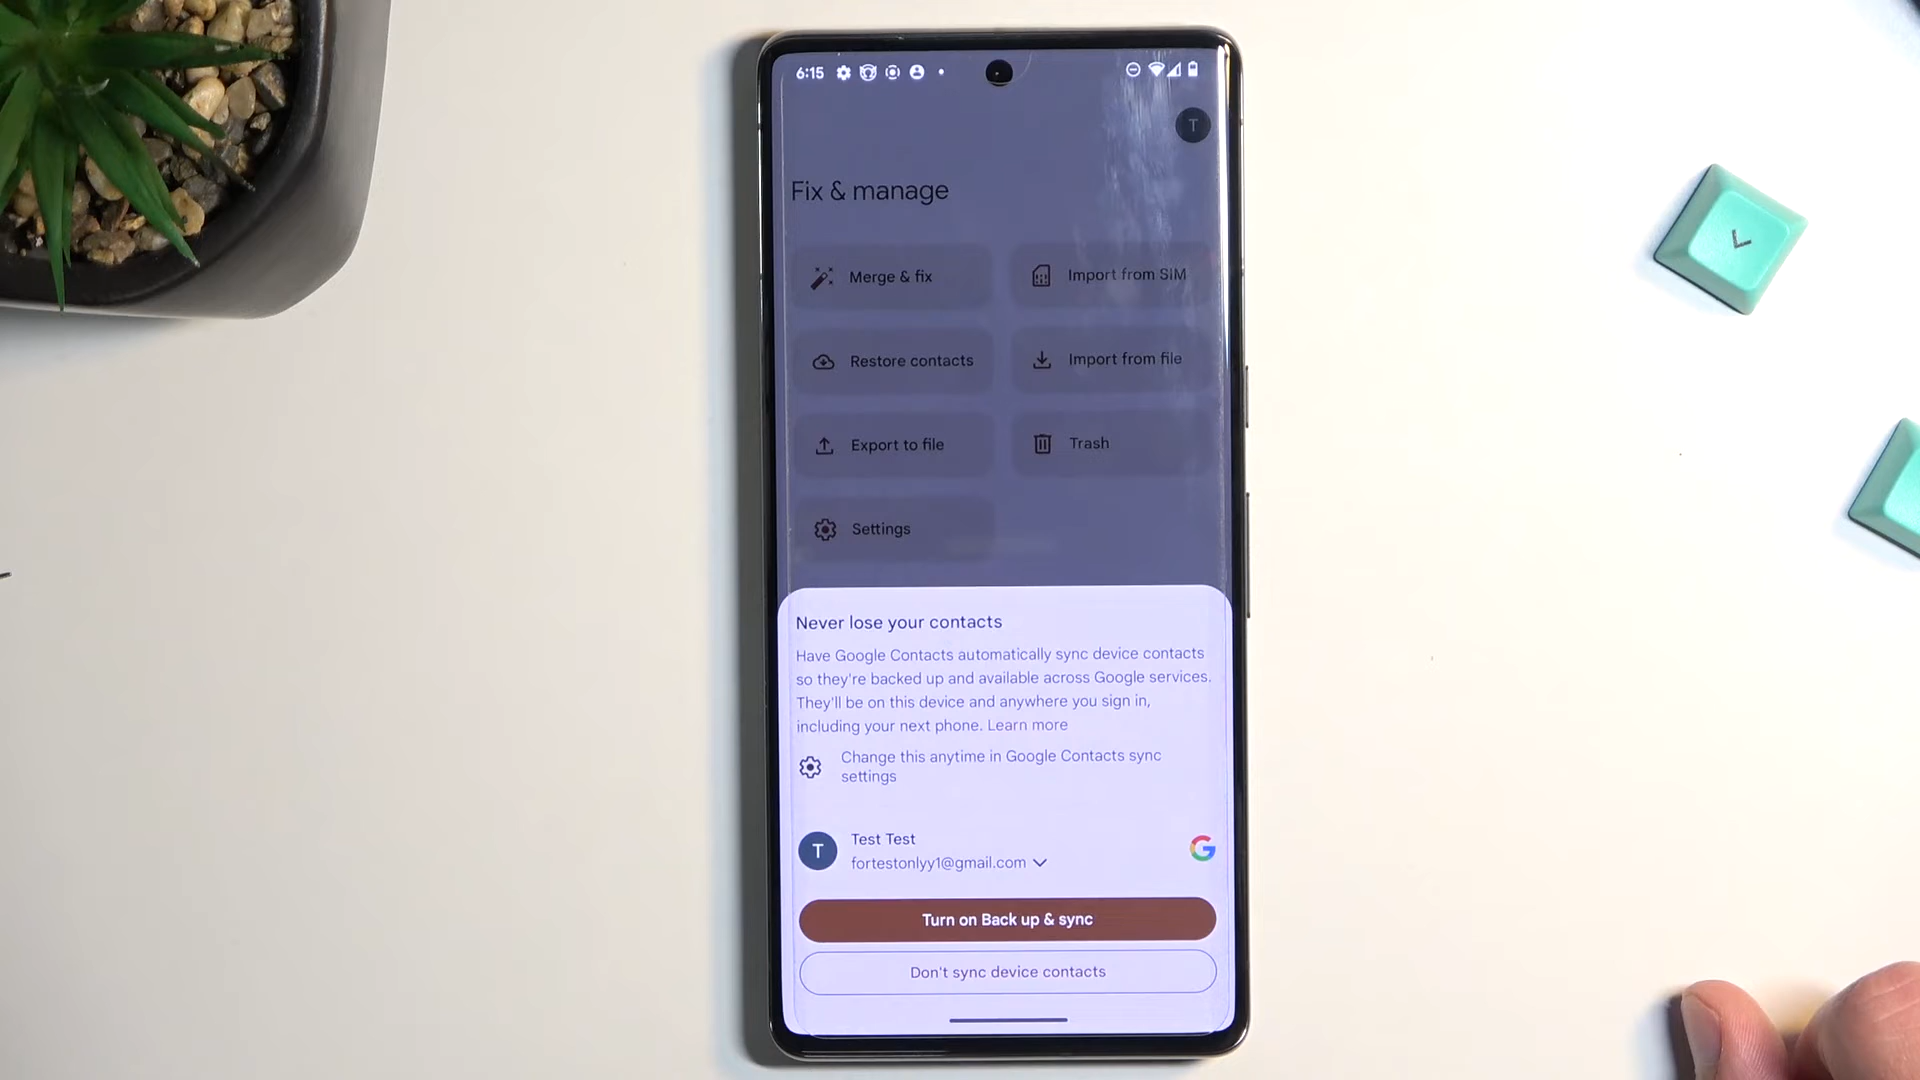 6:15
T
Fix & manage
Merge & fix
Import from SIM
Restore contacts
Import from file
Export to file
Trash
Settings
Never lose your contacts
Have Google Contacts automatically sync device contacts
so they're backed up and available across Google services.
They'll be on this device and anywhere you sign in,
including your next phone. Learn more
Change this anytime in Google Contacts sync
settings
T
Test Test
fortestonlyy1@gmail.com
G
Turn on Back up & sync
Don't sync device contacts